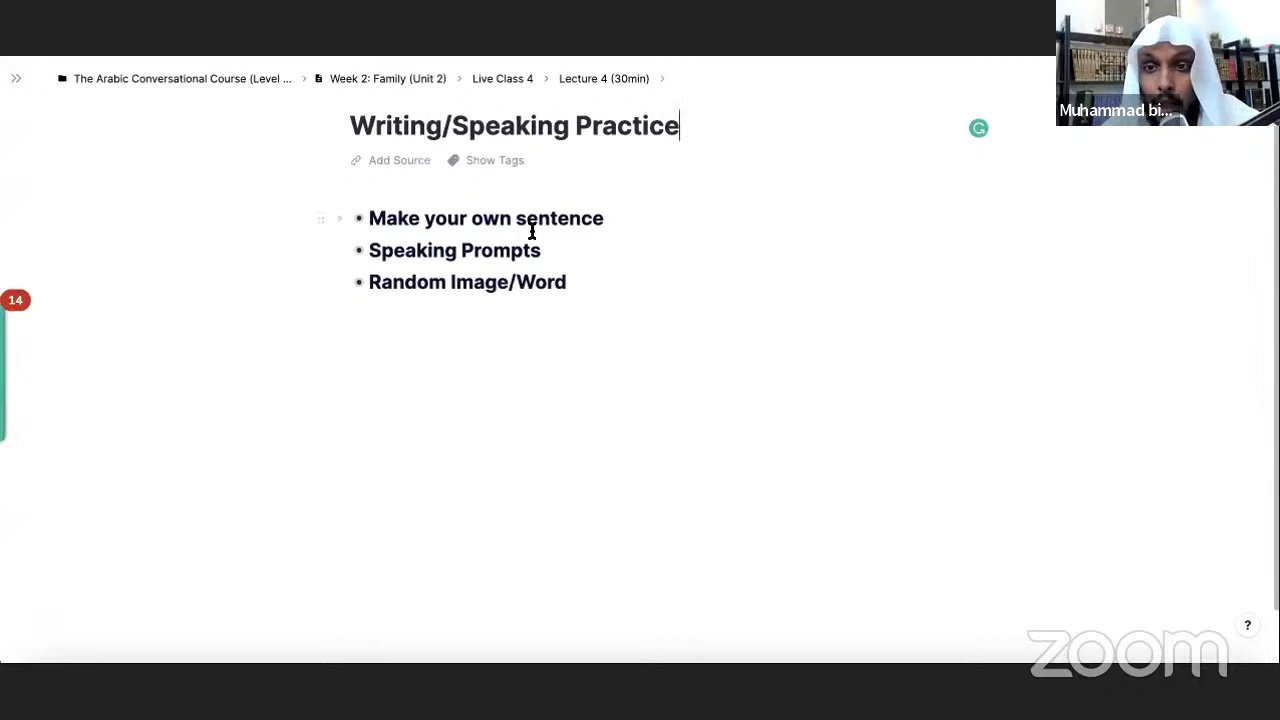 The Arabic Conversational Course (Level ... > Week 2: Family (Unit 2) > Live Class 4 > Lecture 4 (30min) >
Muhammad bi...
Writing/Speaking Practice
Add Source Show Tags
Make your own sentence
Speaking Prompts
Random Image/Word
14
?
zoom